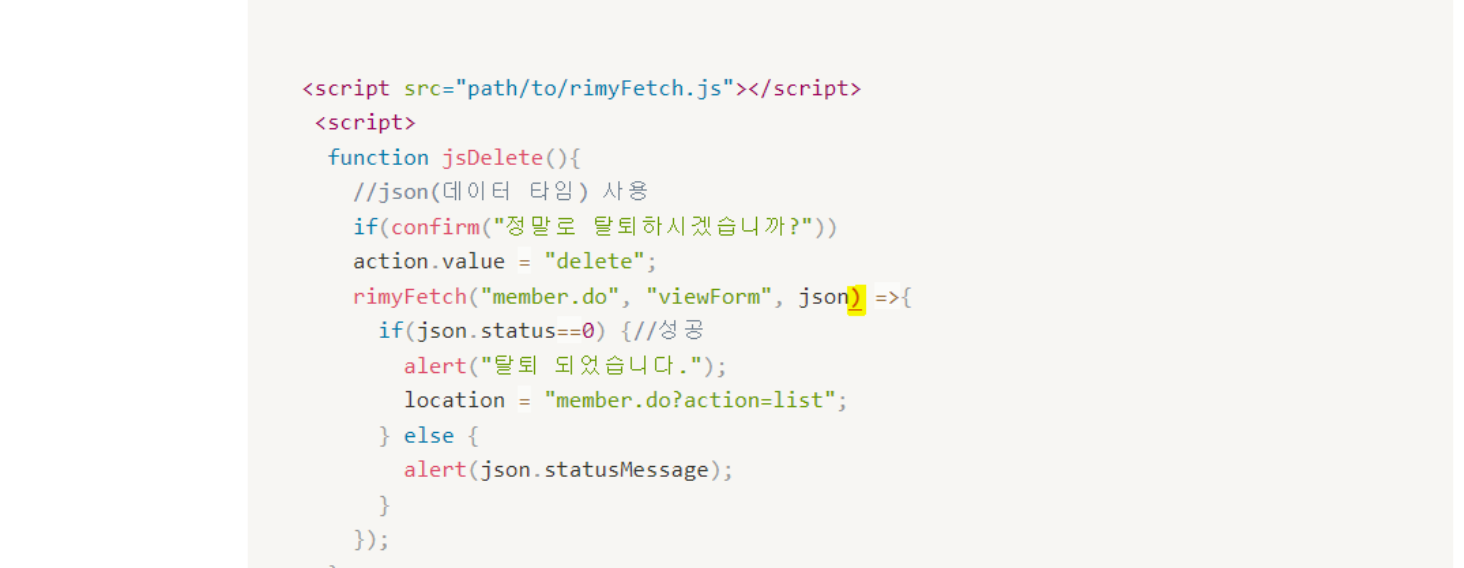 <script src="path/to/rimyFetch.js"></script>
<script>
function jsDelete(){
//json(데이터 타임) 사용
if(confirm("정말로 탈퇴하시겠습니까?"))
action.value = "delete";
rimyFetch("member.do", "viewForm", json) =>{
if(json.status==0) {//성공
alert("탈퇴 되었습니다.");
location = "member.do?action=list";
} else {
alert(json.statusMessage);
}
});